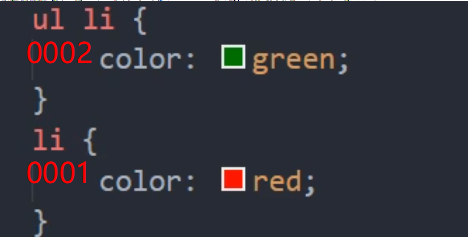 ul li {
0002 color: green;
}
li {
0001 color: red;
}